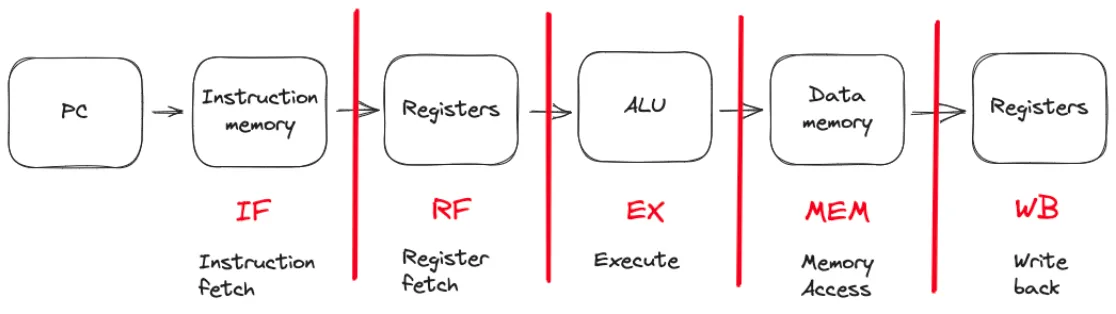 PC
Instruction
memory
Registers
ALU
Data
memory
Registers
IF
RF
EX
MEM
WB
Instruction
fetch
Register
fetch
Execute
Memory
Access
Write
back